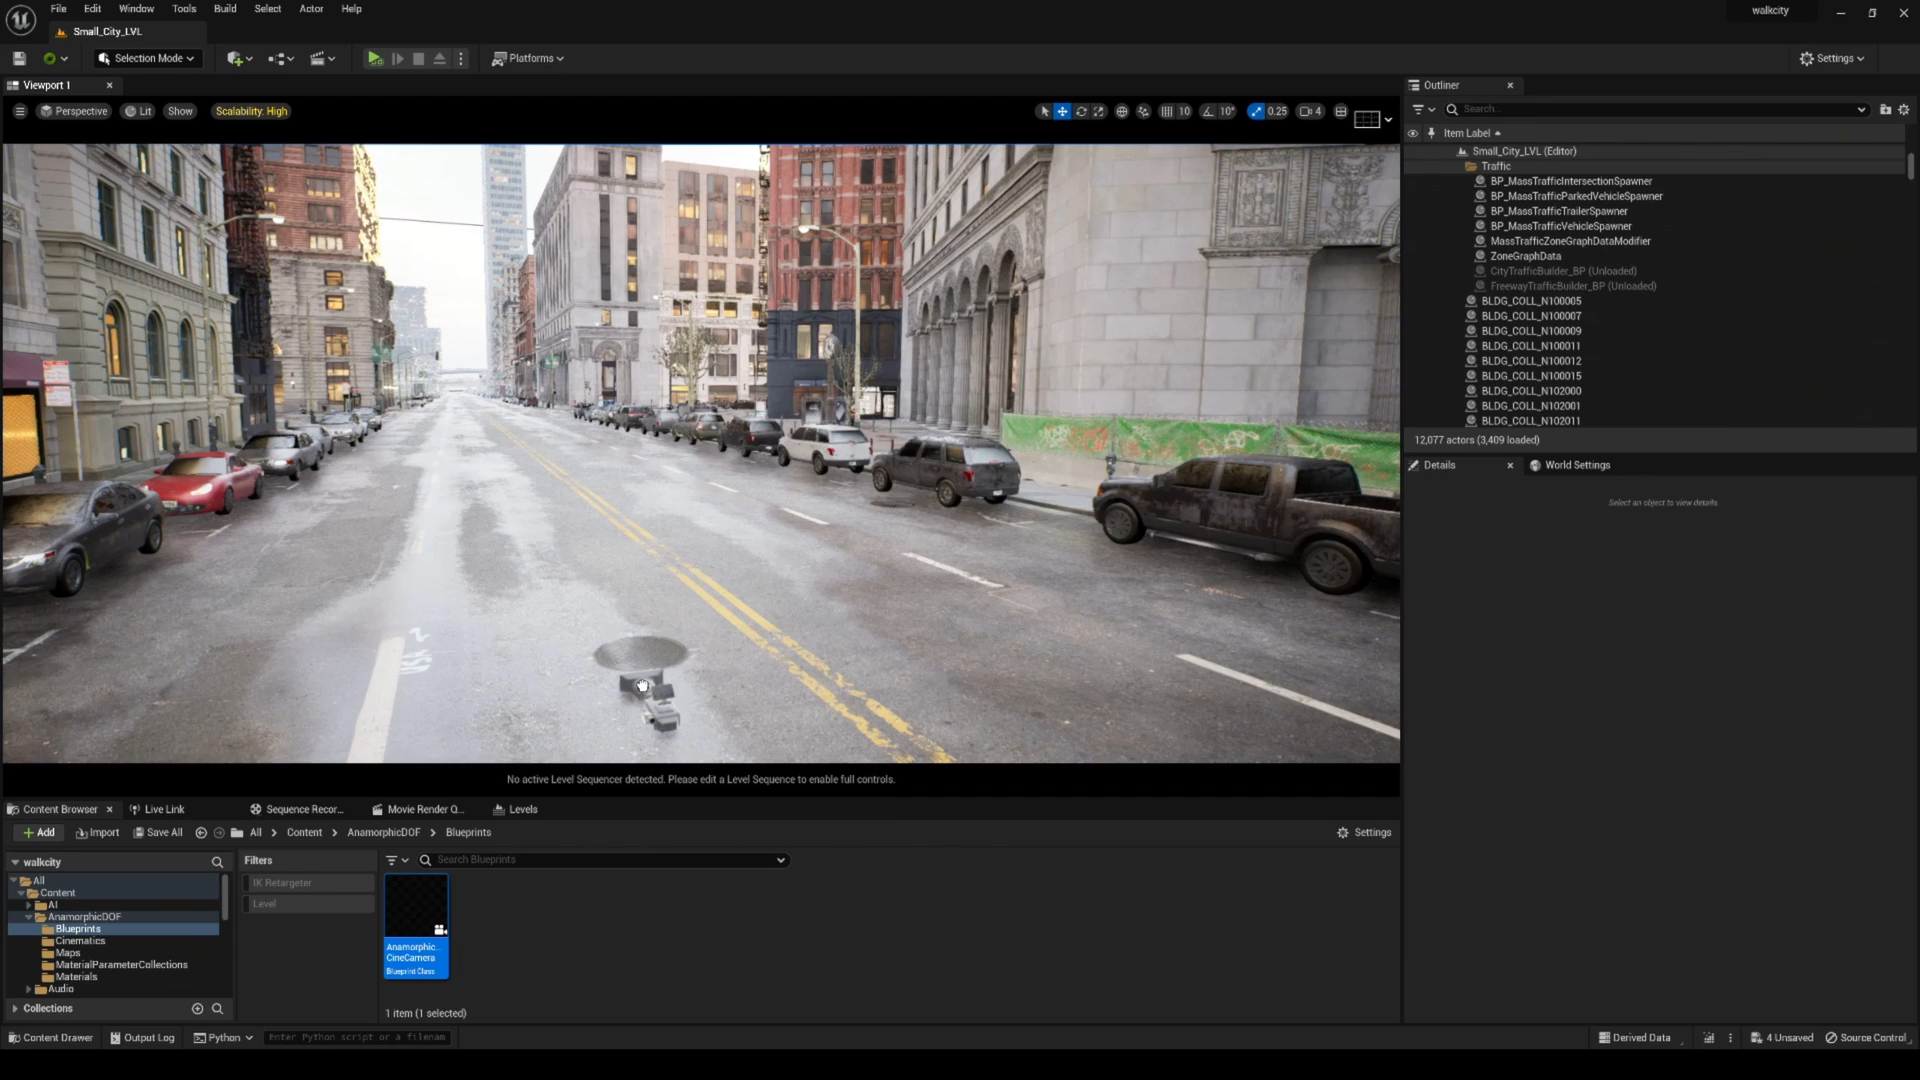 File Edit Window Tools Build Select Actor Help
walkcity
Small_City_LVL
Selection Mode
Platforms
Settings
Viewport 1
Perspective Lit Show Scalability: High
10 10° 0.25 4
No active Level Sequencer detected. Please edit a Level Sequence to enable full controls.
Outliner
Search...
Item Label
Small_City_LVL (Editor)
Traffic
BP_MassTrafficIntersectionSpawner
BP_MassTrafficParkedVehicleSpawner
BP_MassTrafficTrailerSpawner
BP_MassTrafficVehicleSpawner
MassTrafficZoneGraphDataModifier
ZoneGraphData
CityTrafficBuilder_BP (Unloaded)
FreewayTrafficBuilder_BP (Unloaded)
BLDG_COLL_N100005
BLDG_COLL_N100007
BLDG_COLL_N100009
BLDG_COLL_N100011
BLDG_COLL_N100012
BLDG_COLL_N100015
BLDG_COLL_N102000
BLDG_COLL_N102001
BLDG_COLL_N102011
12,077 actors (3,409 loaded)
Details World Settings
Select an object to view details
Content Browser Live Link Sequence Recor... Movie Render Q... Levels
Add Import Save All All Content AnamorphicDOF Blueprints Settings
walkcity
All
Content
AI
AnamorphicDOF
Blueprints
Cinematics
Maps
MaterialParameterCollections
Materials
Audio
Collections
Filters
IK Retargeter
Level
Search Blueprints
Anamorphic...
CineCamera
Blueprint Class
1 item (1 selected)
Content Drawer Output Log Python Enter Python script or a filenam
Derived Data 4 Unsaved Source Control